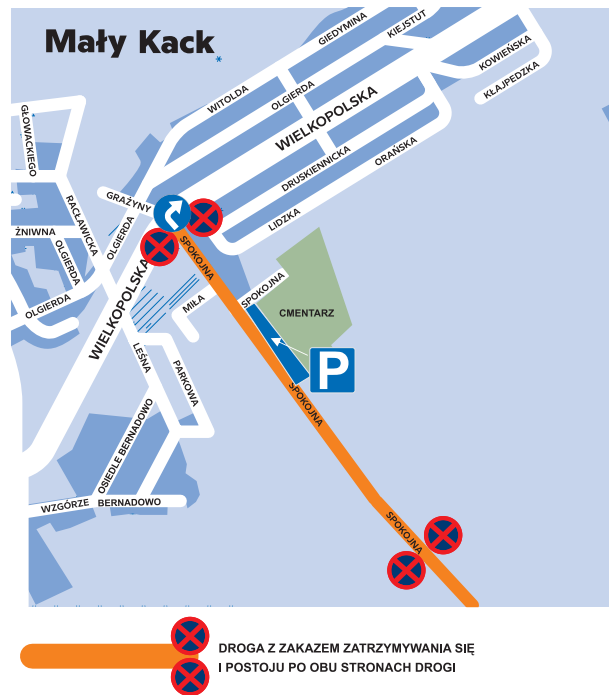 Mały Kack
GIEDYMINA
KIEJSTUT
WITOLDA
OLGIERDA
KOWIEŃSKA
KŁAJPEDZKA
WIELKOPOLSKA
GŁOWACKIEGO
DRUSKIENNICKA
ORAŃSKA
LIDZKA
GRAŻYNY
RACŁAWICKA
ŻNIWNA
OLGIERDA
OLGIERDA
OLGIERDA
SPOKOJNA
SPOKOJNA
MIŁA
CMENTARZ
WIELKOPOLSKA
LEŚNA
PARKOWA
P
SPOKOJNA
OSIEDLE BERNADOWO
WZGÓRZE BERNADOWO
SPOKOJNA
DROGA Z ZAKAZEM ZATRZYMYWANIA SIĘ
I POSTOJU PO OBU STRONACH DROGI